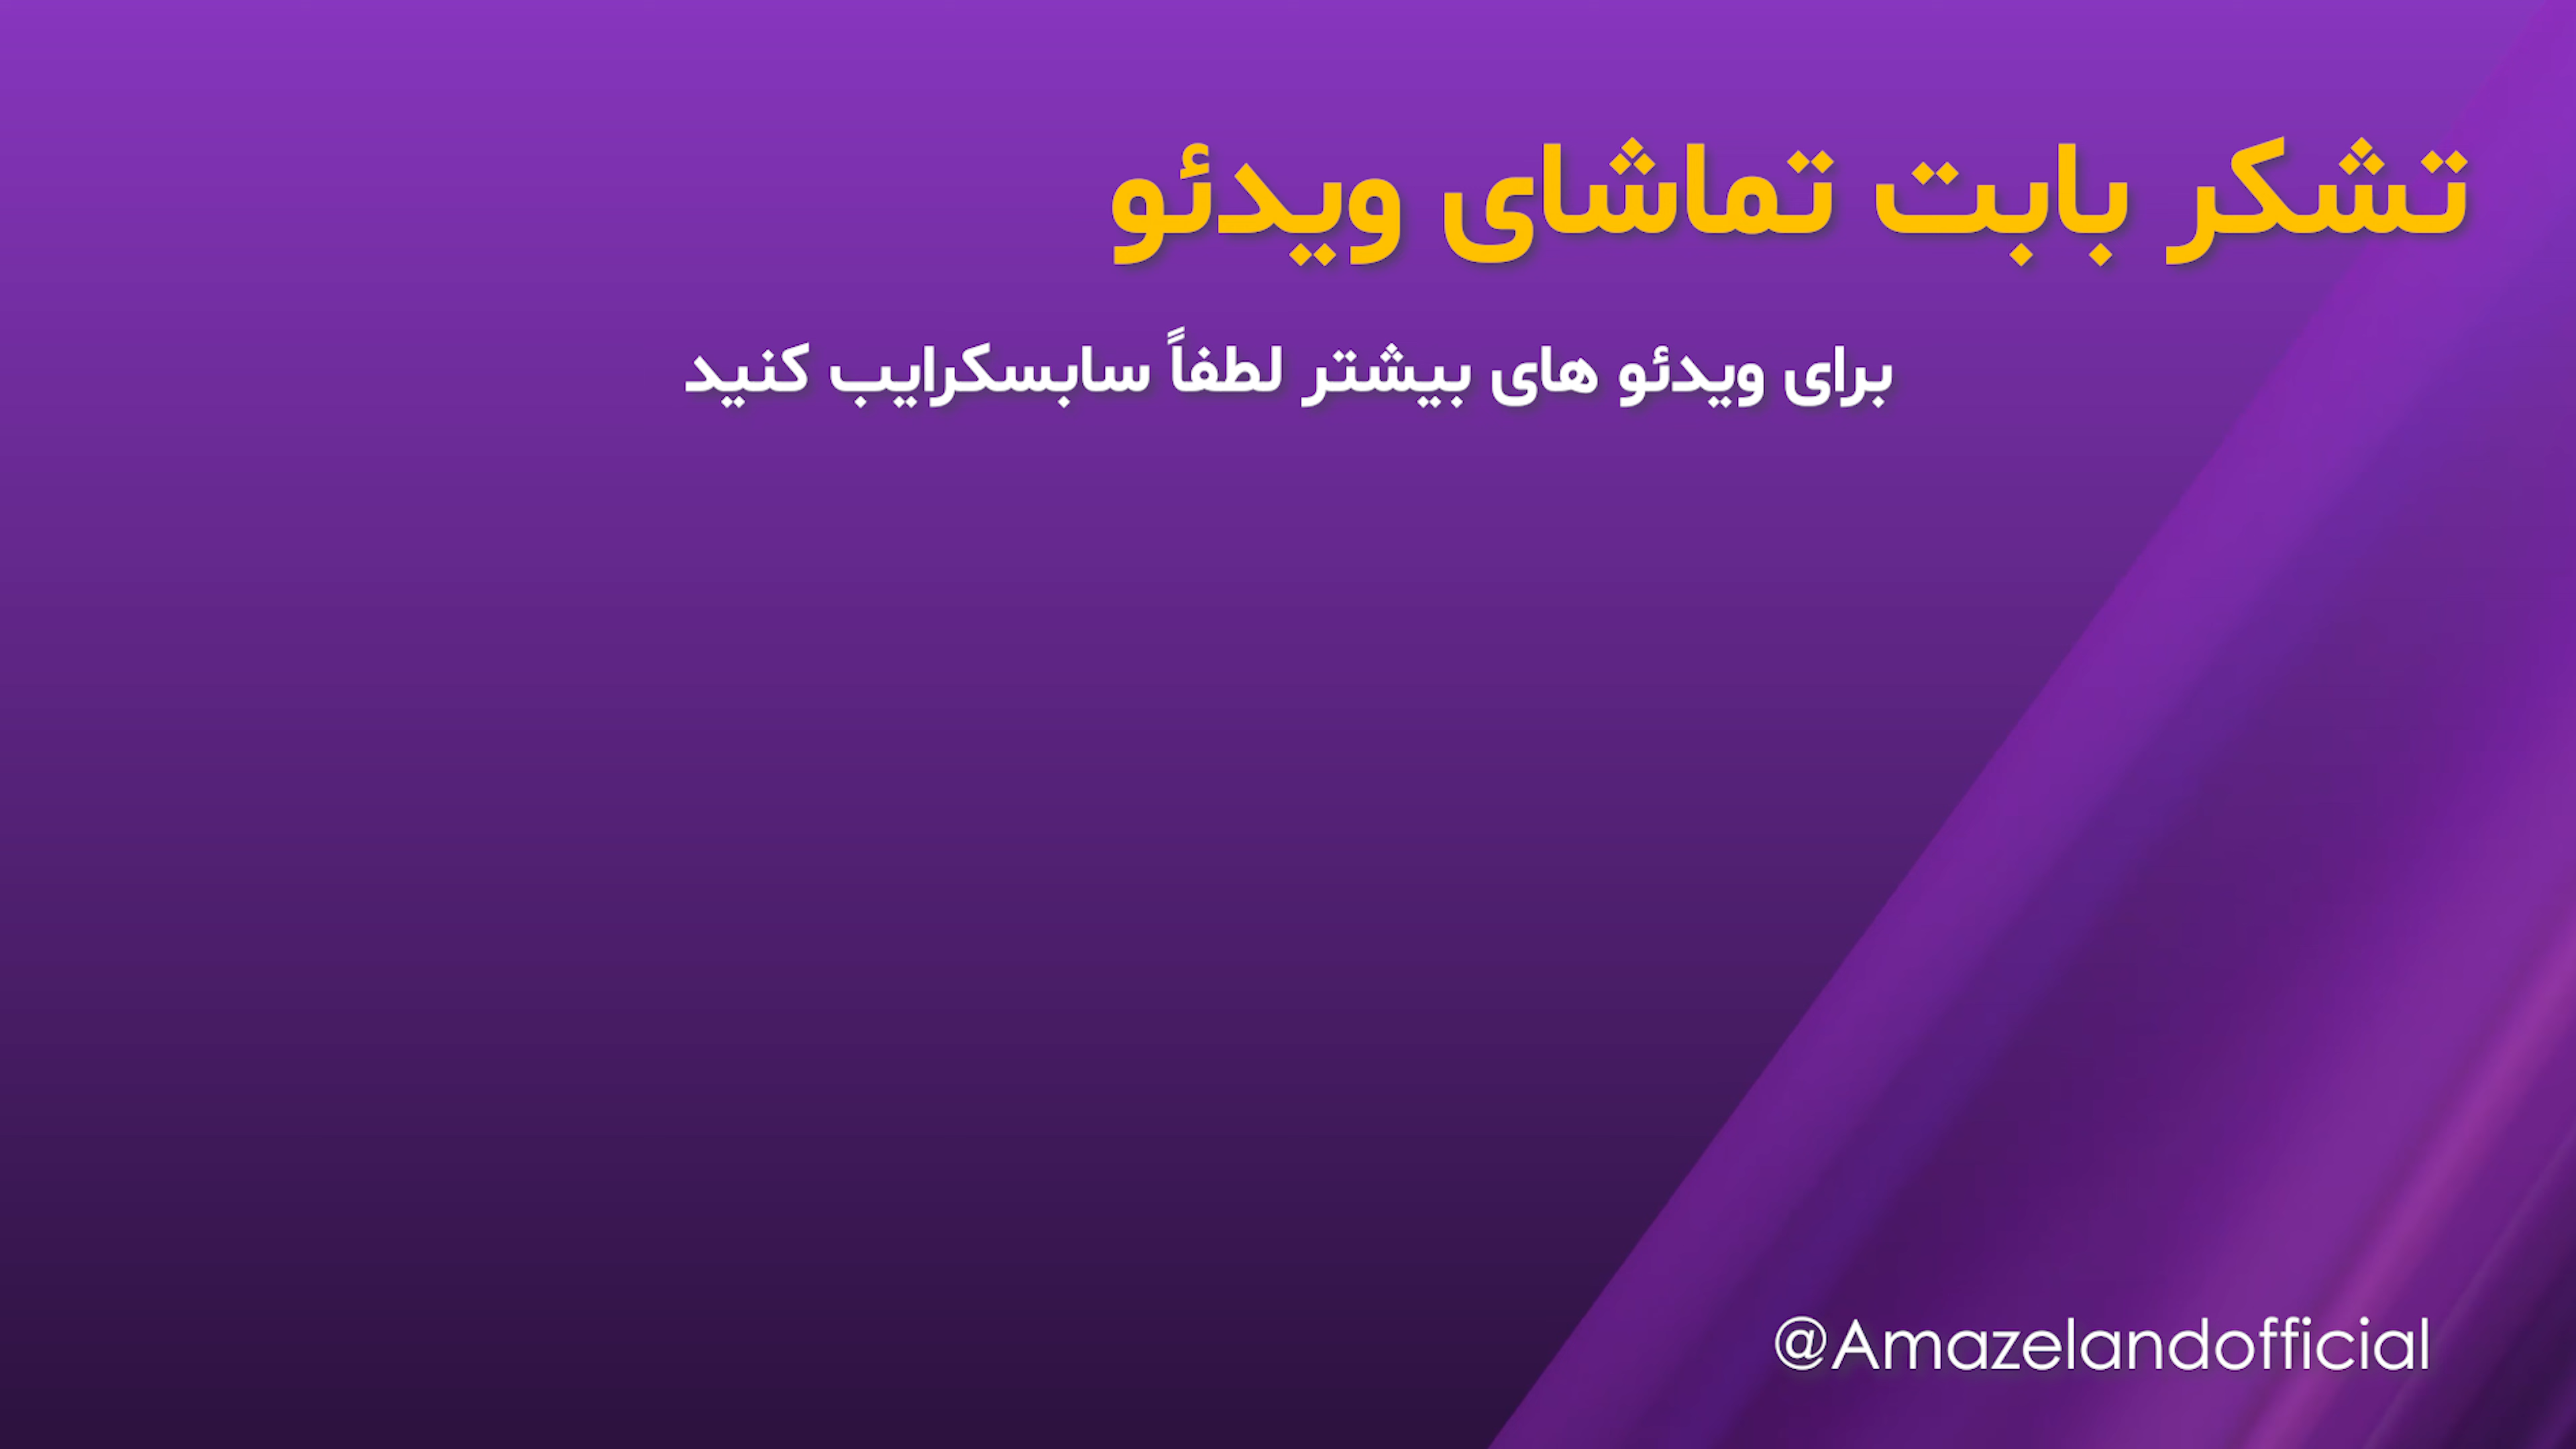 تشکر بابت تماشای ویدئو
برای ویدئو های بیشتر لطفاً سابسکرایب کنید
@Amazelandofficial